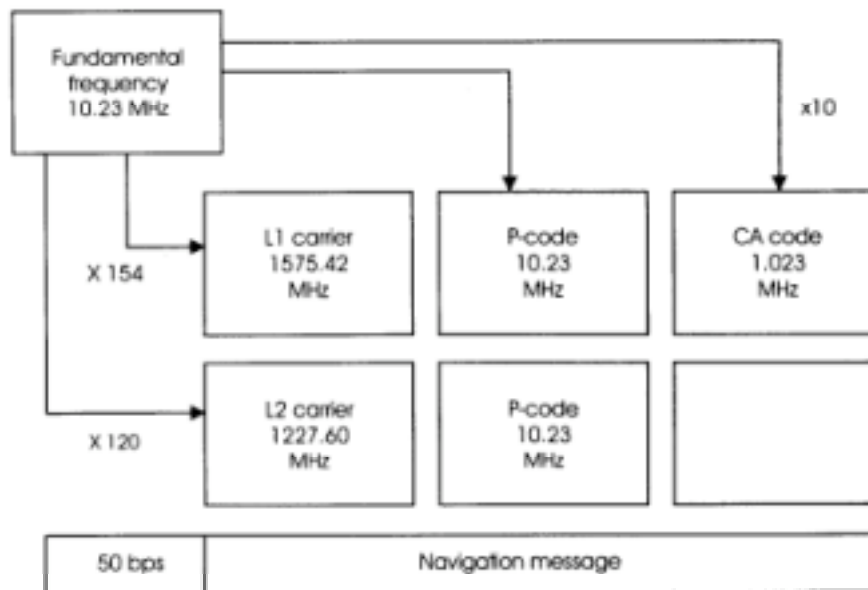 Fundamental
frequency
10.23 MHz
x10
L1 carrier
1575.42
MHz
P-code
10.23
MHz
CA code
1.023
MHz
X 154
L2 carrier
1227.60
MHz
P-code
10.23
MHz
X 120
50 bps
Navigation message